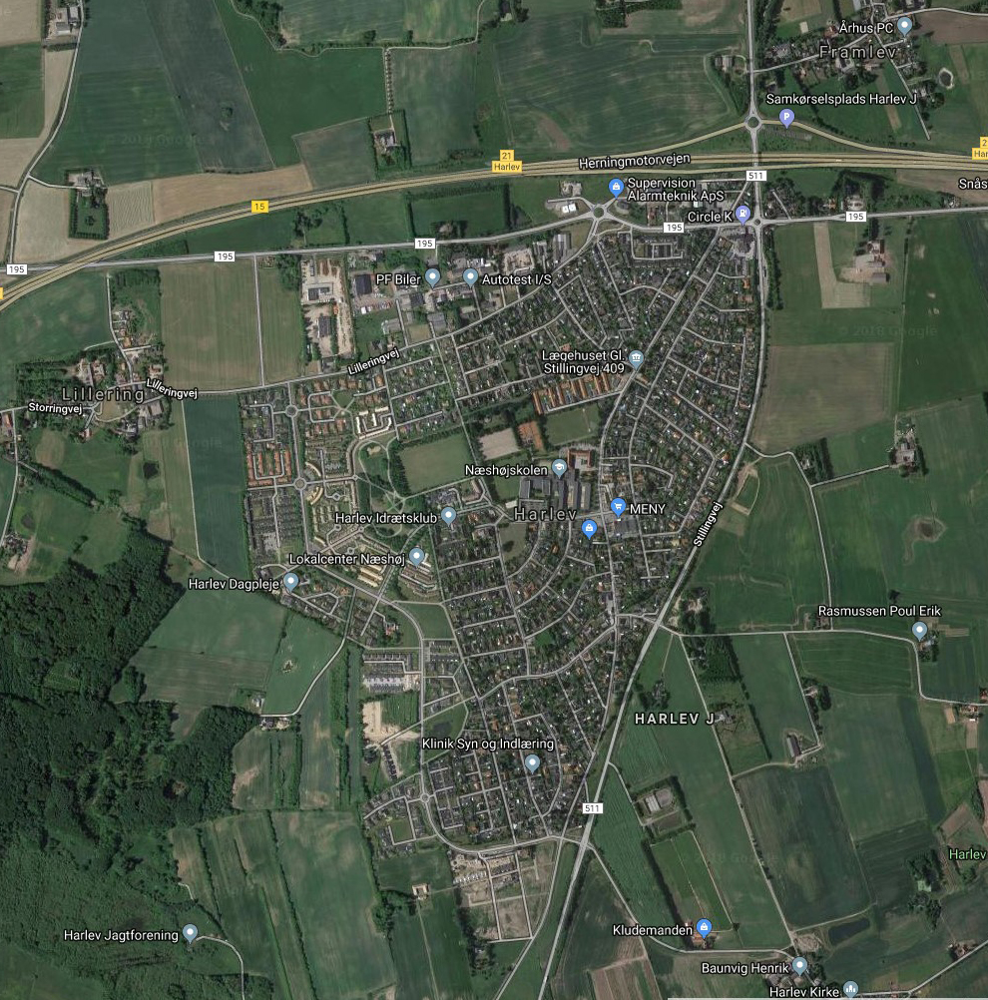 Århus PC
Framlev
Samkørselsplads Harlev J
21
Harlev
Herningmotorvejen
511
Supervision
Alarmteknik ApS
15
Circle K
195
195
195
195
195
PF Biler
Autotest I/S
Lægehuset Gl.
Stillingvej 409
Lilleringvej
Lillering
Lilleringvej
Storringvej
Næshøjskolen
Harlev
MENY
Harlev Idrætsklub
Stillingvej
Lokalcenter Næshøj
Harlev Dagpleje
Rasmussen Poul Erik
HARLEV J
Klinik Syn og Indlæring
511
Harlev
Harlev Jagtforening
Kludemanden
Baunvig Henrik
Harlev Kirke